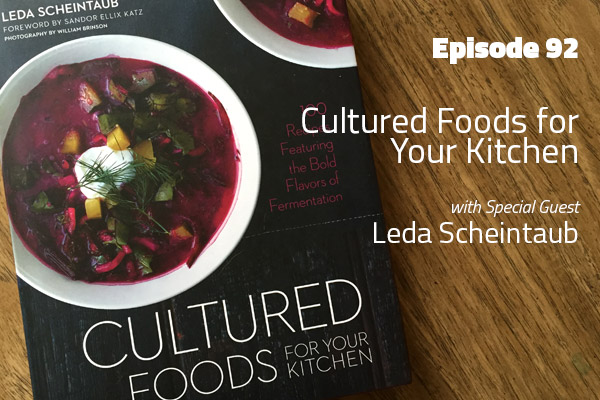 LEDA SCHEINTAUB
FOREWORD BY SANDOR ELLIX KATZ
PHOTOGRAPHY BY WILLIAM BRINSON
100
Recipes
Featuring
the Bold
Flavors of
Fermentation
CULTURED
FOODS FOR YOUR
KITCHEN
Episode 92
Cultured Foods for
Your Kitchen
with Special Guest
Leda Scheintaub